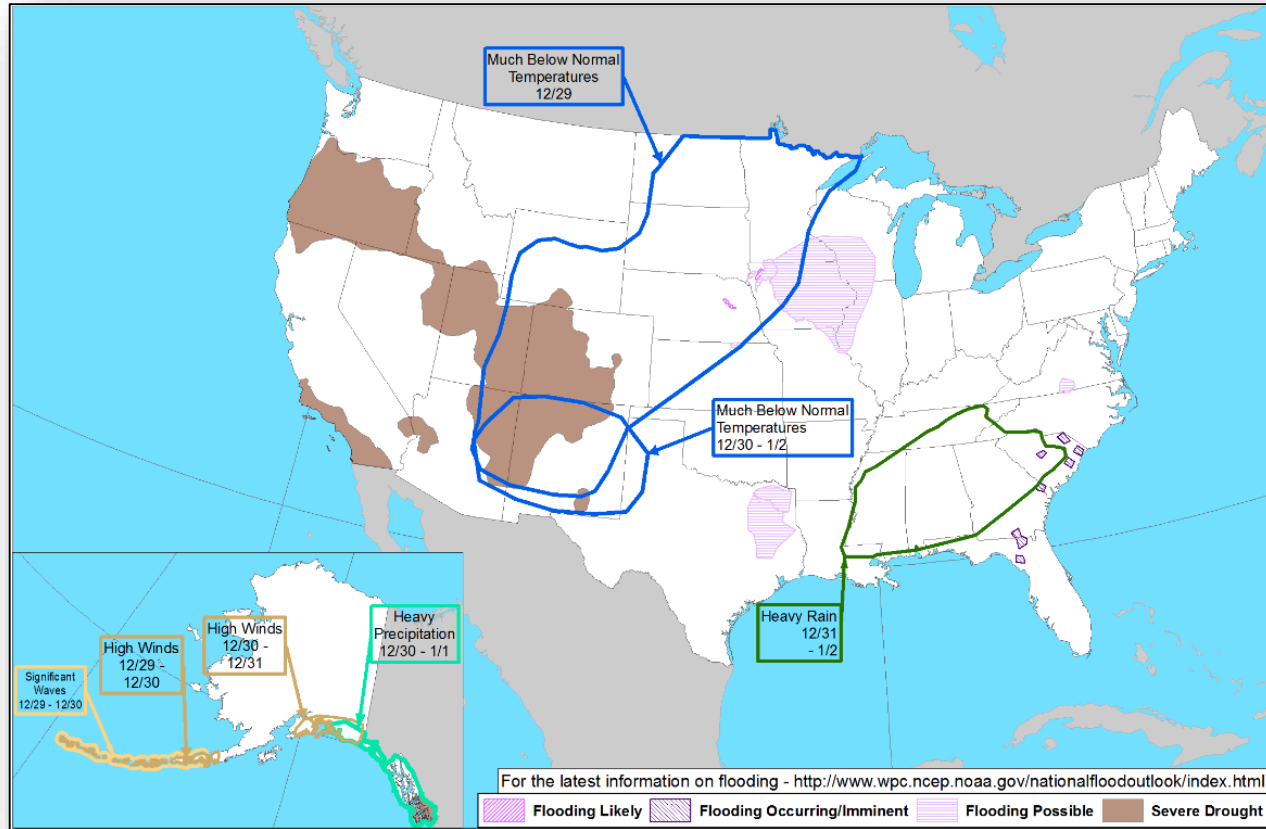 Much Below Normal
Temperatures
12/29
Much Below Normal
Temperatures
12/30 - 1/2
Heavy Rain
12/31
- 1/2
Heavy
Precipitation
12/30 - 1/1
High Winds
12/30 -
12/31
High Winds
12/29 -
12/30
Significant
Waves
12/29 - 12/30
For the latest information on flooding - http://www.wpc.ncep.noaa.gov/nationalfloodoutlook/index.html
Flooding Likely
Flooding Occurring/Imminent
Flooding Possible
Severe Drought